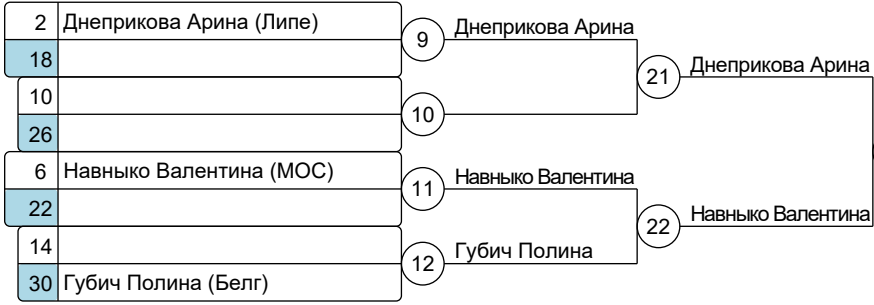 2 Днеприкова Арина (Липе)
18
9 Днеприкова Арина
10
26
10
21 Днеприкова Арина
6 Навныко Валентина (МОС)
22
11 Навныко Валентина
14
30 Губич Полина (Белг)
12 Губич Полина
22 Навныко Валентина